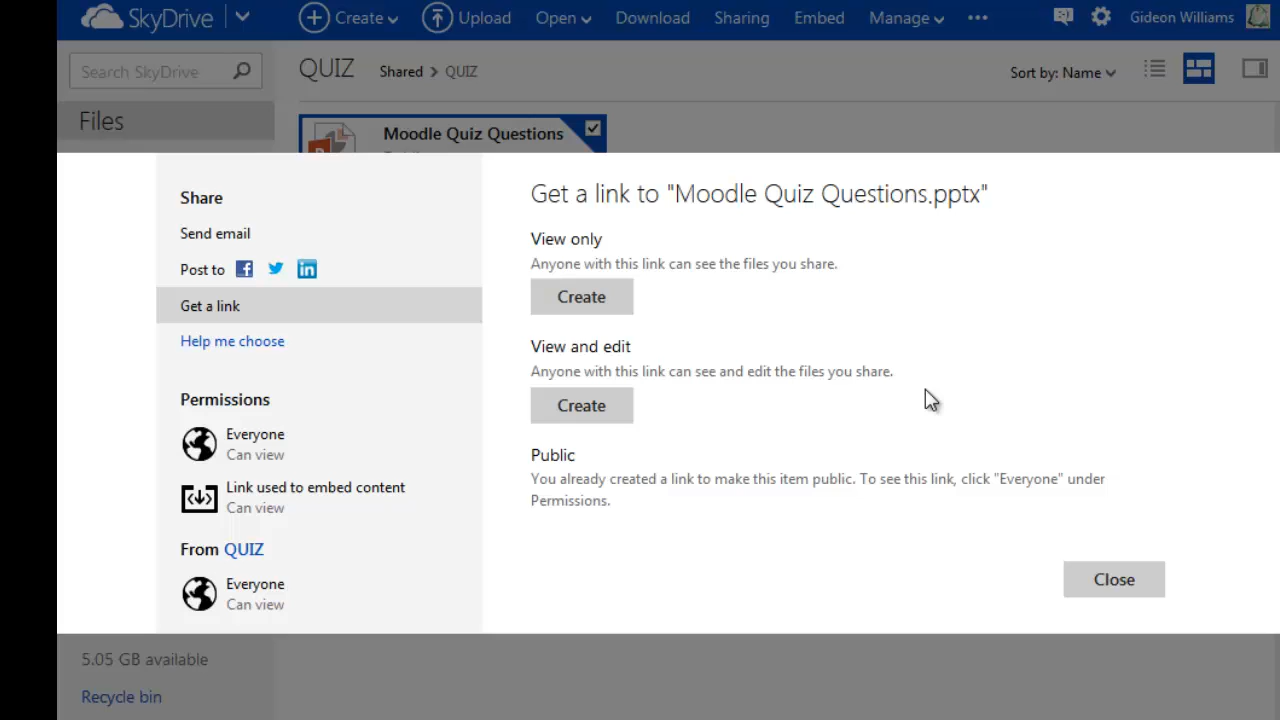 SkyDrive Create Upload Open Download Sharing Embed Manage ••• Gideon Williams
Search SkyDrive
QUIZ Shared > QUIZ Sort by: Name
Files
Moodle Quiz Questions
Share
Send email
Post to
Get a link
Help me choose
Permissions
Everyone
Can view
Link used to embed content
Can view
From QUIZ
Everyone
Can view
Get a link to "Moodle Quiz Questions.pptx"
View only
Anyone with this link can see the files you share.
Create
View and edit
Anyone with this link can see and edit the files you share.
Create
Public
You already created a link to make this item public. To see this link, click "Everyone" under
Permissions.
Close
5.05 GB available
Recycle bin